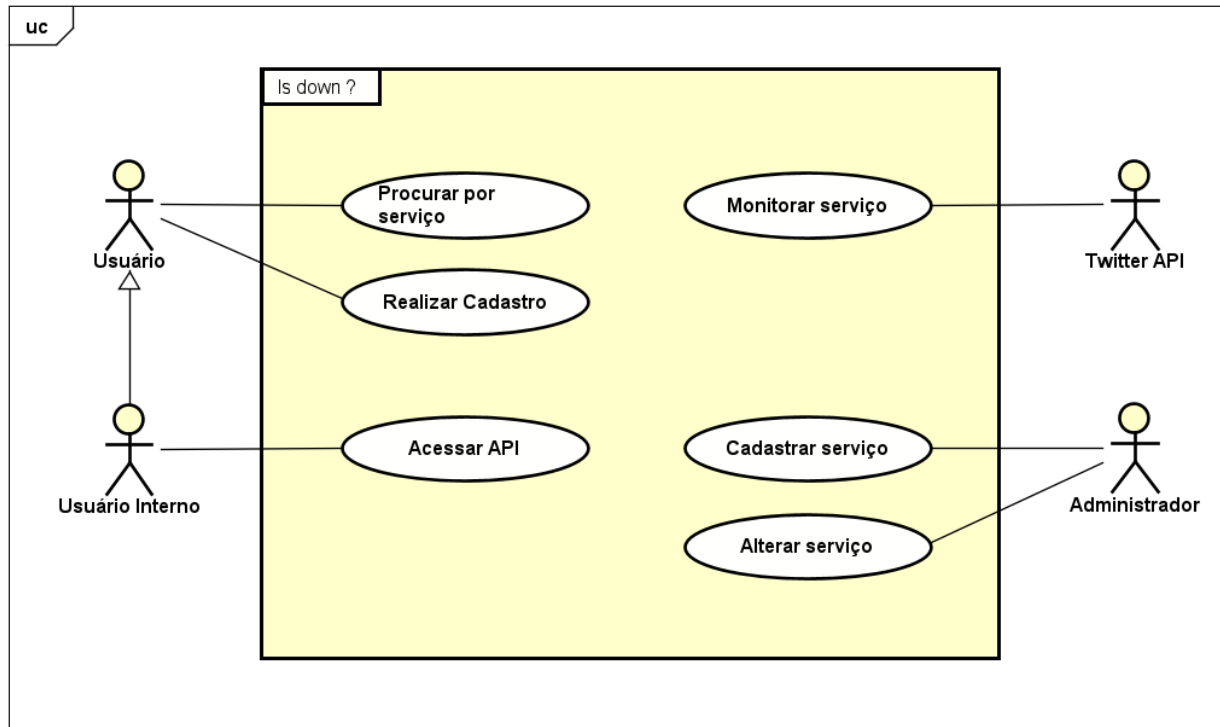 uc
Is down ?
Procurar por
serviço
Monitorar serviço
Usuário
Twitter API
Realizar Cadastro
Acessar API
Cadastrar serviço
Usuário Interno
Administrador
Alterar serviço